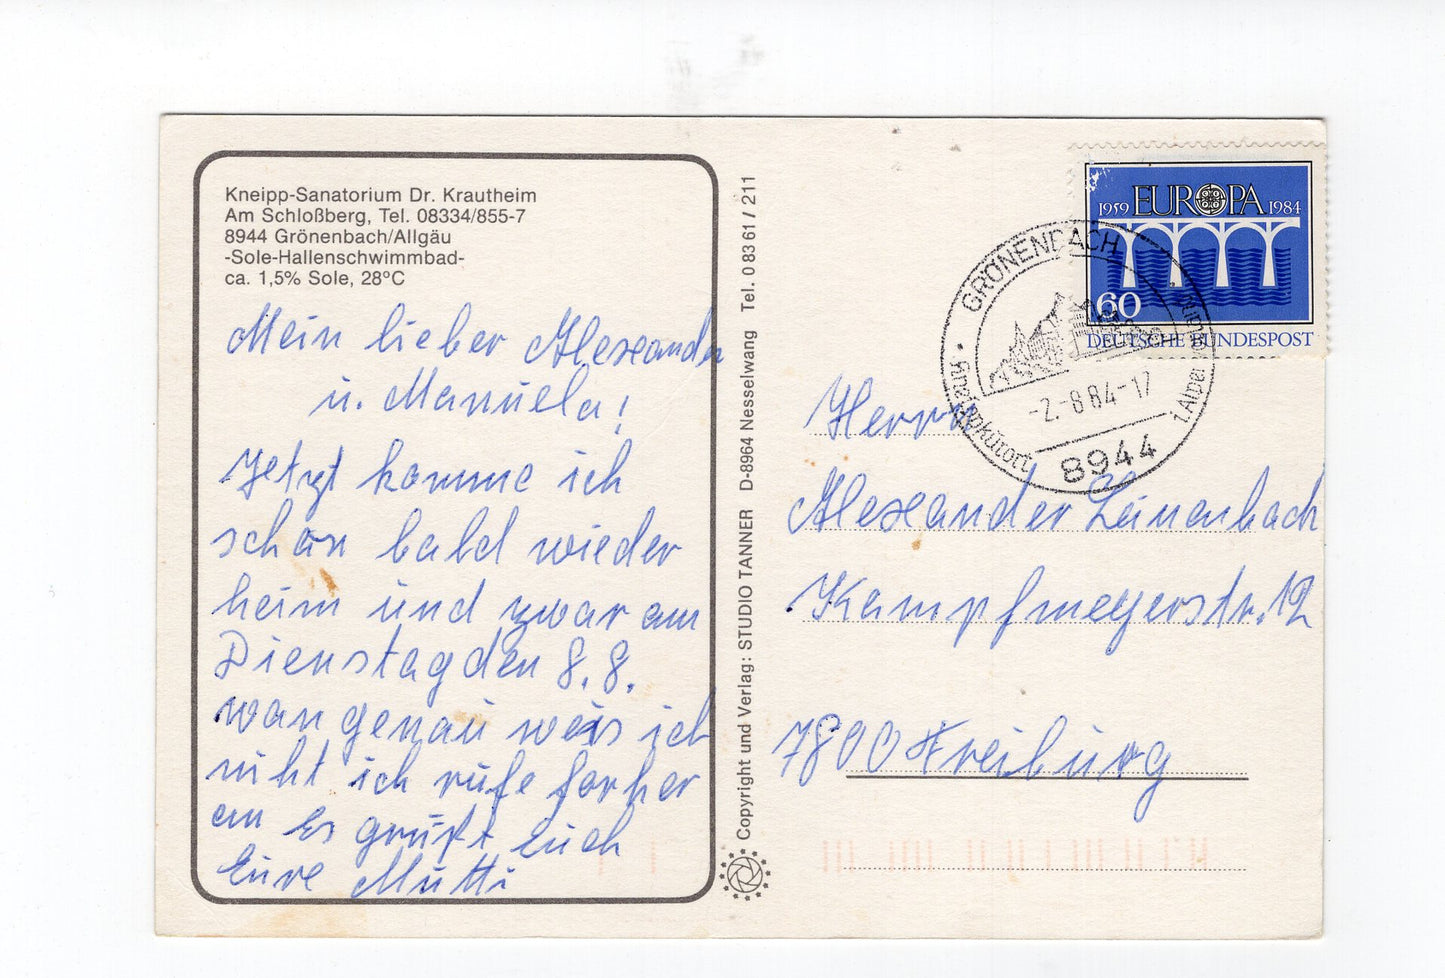 Kneipp-Sanatorium Dr. Krautheim
Am Schloßberg, Tel. 08334/855-7
8944 Grönenbach/Allgäu
-Sole-Hallenschwimmbad-
ca. 1,5% Sole, 28°C
Mein lieber Alexander
u. Manuela!
Jetzt komme ich
schon bald wieder
heim und zwar am
Dienstag den 8.8.
wan genau weis ich
niht ich rufe forher
an Es grüßt Euch
Eure Mutti
Copyright und Verlag: STUDIO TANNER D-8964 Nesselwang Tel. 0 83 61 / 211
1959 EUROPA 1984
60
DEUTSCHE BUNDESPOST
GRÖNENBACH
-2.-8.84-17
8944
Kneippkurort
Herrn
Alexander Leinenbach
Kampfmeyerstr. 12
7800 Freiburg